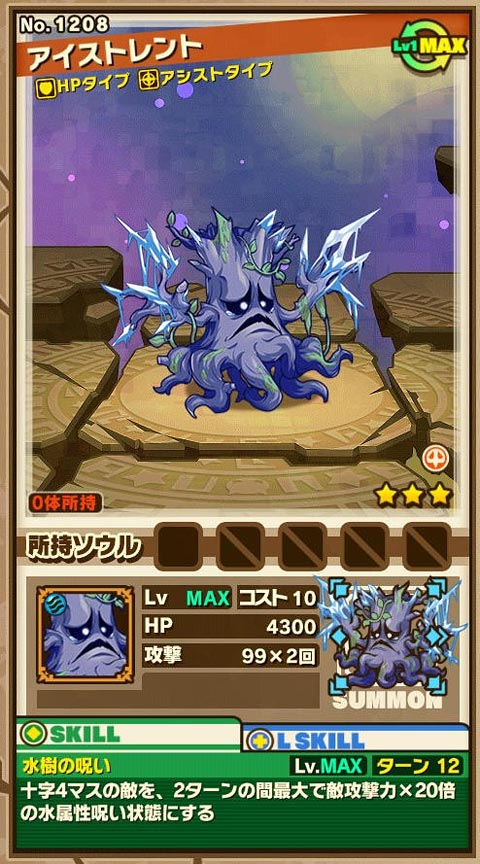 No.1208
アイストレント
Lv1 MAX
HPタイプ アシストタイプ
0体所持
所持ソウル
Lv MAX コスト 10
HP 4300
攻撃 99×2回
SUMMON
SKILL
L SKILL
水樹の呪い Lv.MAX ターン 12
十字4マスの敵を、2ターンの間最大で敵攻撃力×20倍
の水属性呪い状態にする